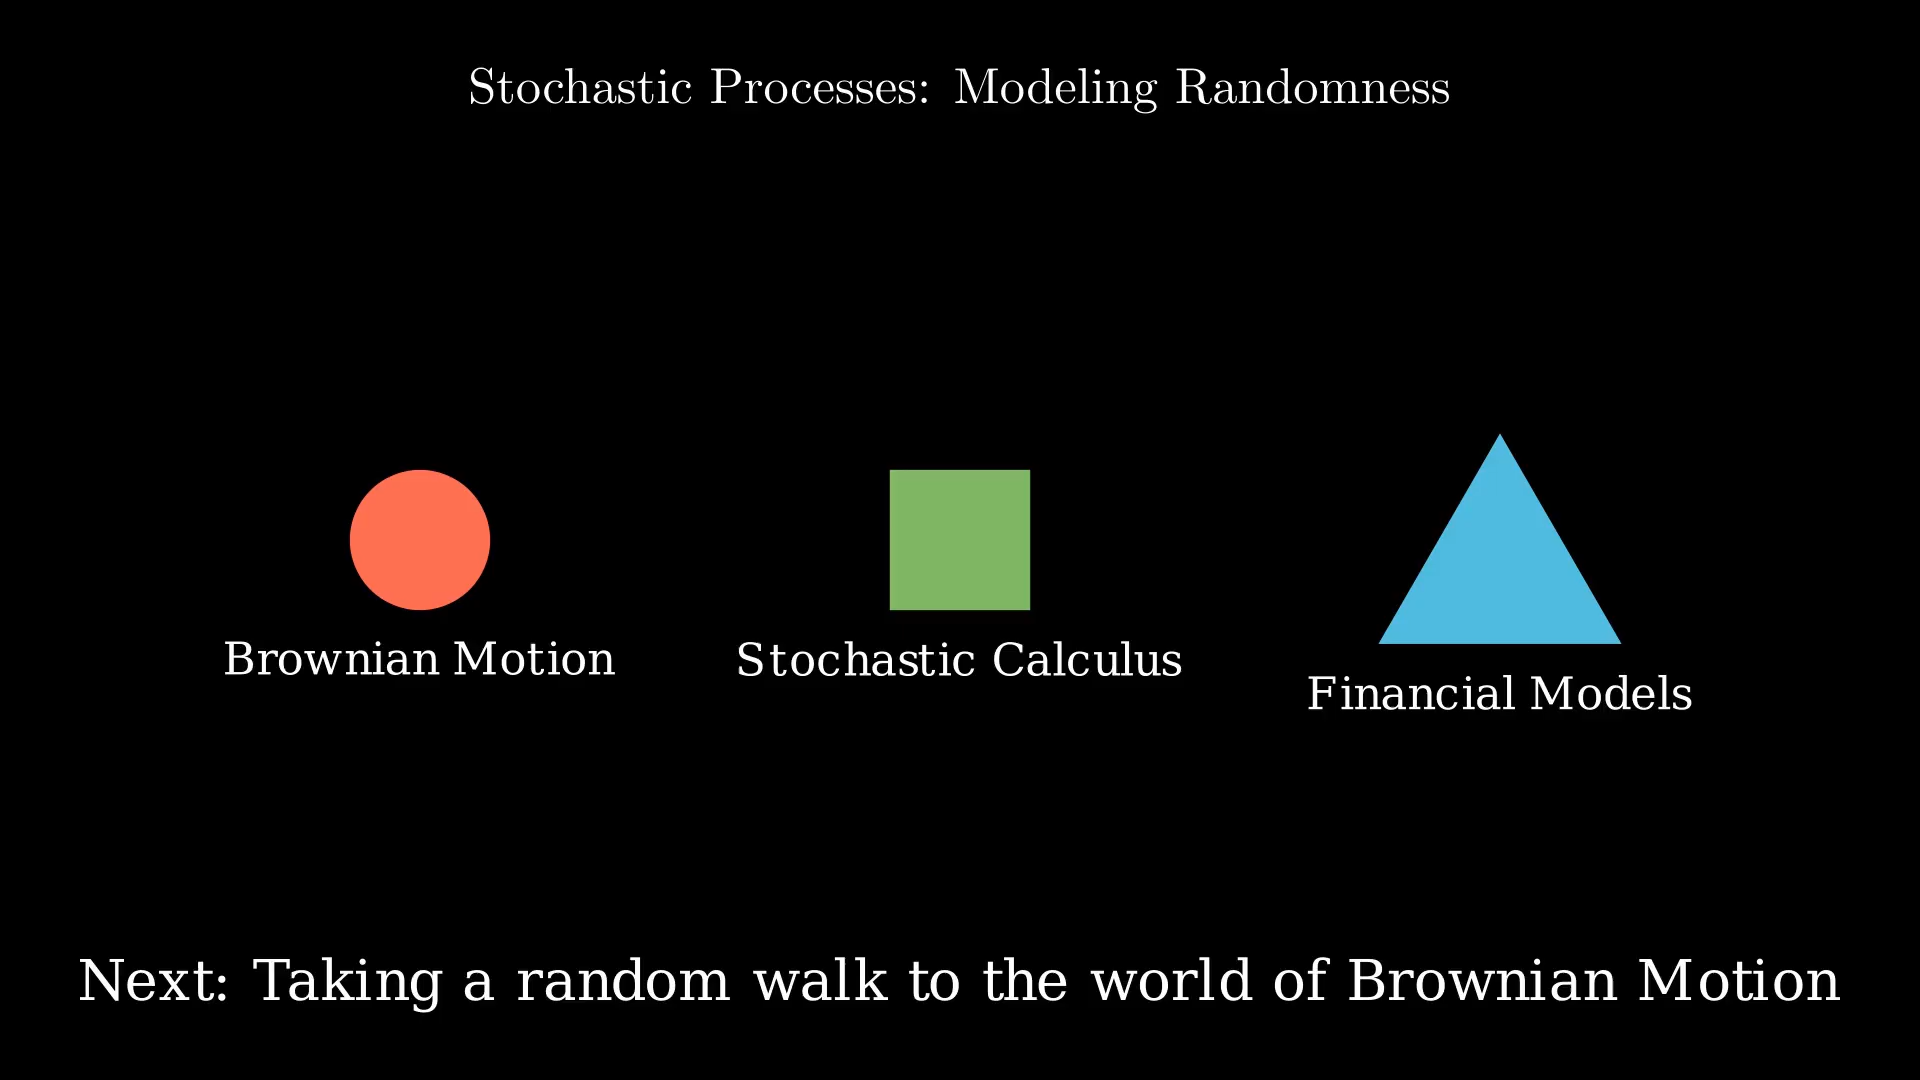 Stochastic Processes: Modeling Randomness
Brownian Motion
Stochastic Calculus
Financial Models
Next: Taking a random walk to the world of Brownian Motion